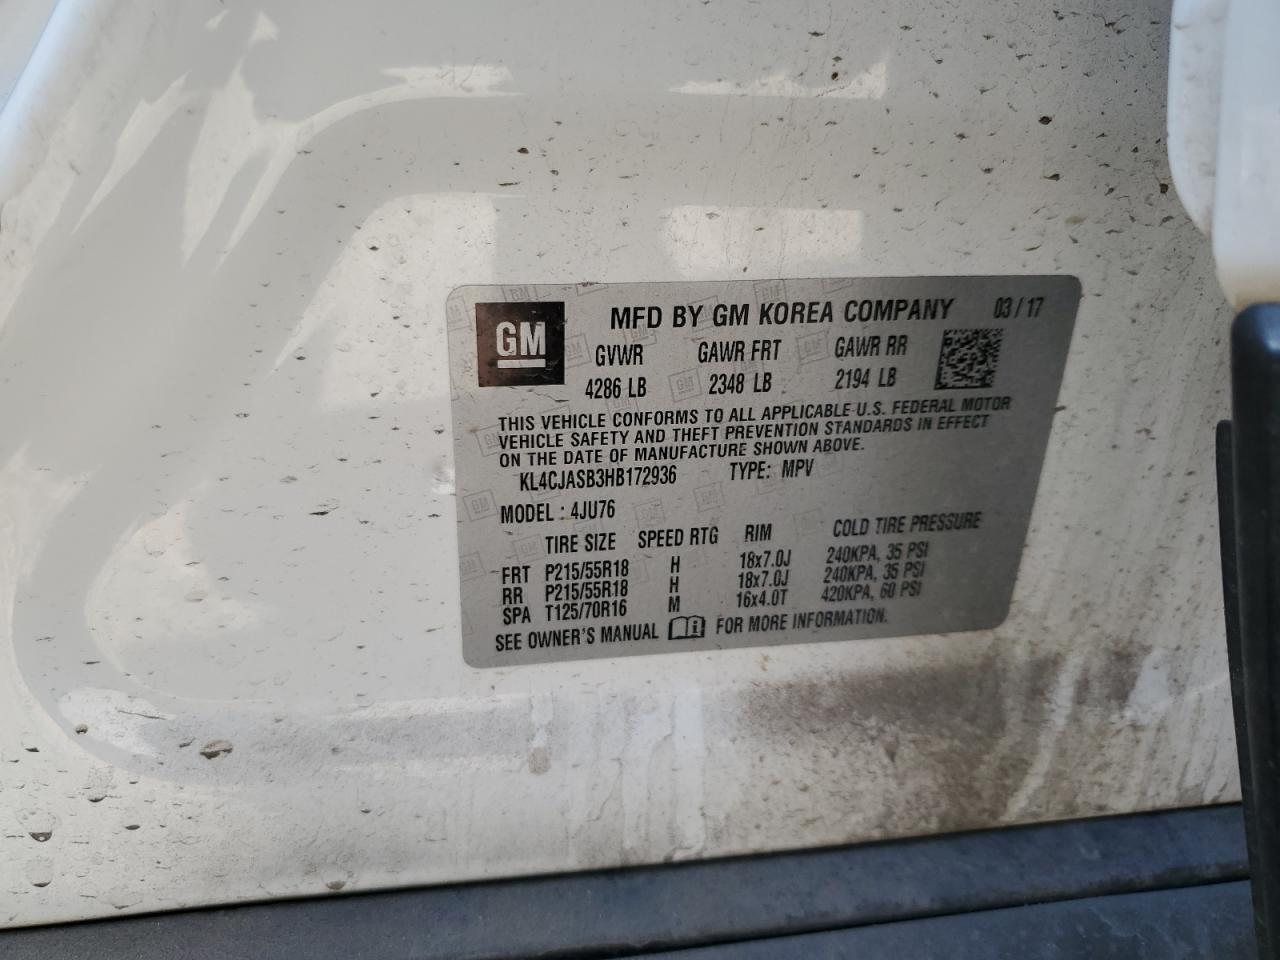 GM MFD BY GM KOREA COMPANY 03/17
GVWR GAWR FRT GAWR RR
4286 LB 2348 LB 2194 LB
THIS VEHICLE CONFORMS TO ALL APPLICABLE U.S. FEDERAL MOTOR
VEHICLE SAFETY AND THEFT PREVENTION STANDARDS IN EFFECT
ON THE DATE OF MANUFACTURE SHOWN ABOVE.
KL4CJASB3HB172936 TYPE: MPV
MODEL : 4JU76
TIRE SIZE SPEED RTG RIM COLD TIRE PRESSURE
FRT P215/55R18 H 18x7.0J 240KPA, 35 PSI
RR P215/55R18 H 18x7.0J 240KPA, 35 PSI
SPA T125/70R16 M 16x4.0T 420KPA, 60 PSI
SEE OWNER'S MANUAL FOR MORE INFORMATION.